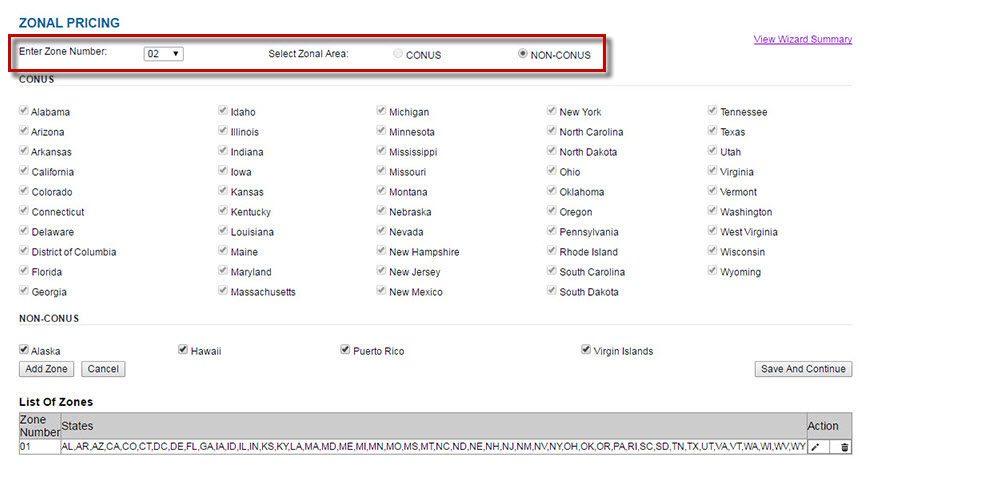 ZONAL PRICING
View Wizard Summary
Enter Zone Number: 02 Select Zonal Area: CONUS NON-CONUS
CONUS
Alabama Idaho Michigan New York Tennessee
Arizona Illinois Minnesota North Carolina Texas
Arkansas Indiana Mississippi North Dakota Utah
California Iowa Missouri Ohio Virginia
Colorado Kansas Montana Oklahoma Vermont
Connecticut Kentucky Nebraska Oregon Washington
Delaware Louisiana Nevada Pennsylvania West Virginia
District of Columbia Maine New Hampshire Rhode Island Wisconsin
Florida Maryland New Jersey South Carolina Wyoming
Georgia Massachusetts New Mexico South Dakota
NON-CONUS
Alaska Hawaii Puerto Rico Virgin Islands
Add Zone Cancel Save And Continue
List Of Zones
Zone Number States Action
01 AL,AR,AZ,CA,CO,CT,DC,DE,FL,GA,IA,ID,IL,IN,KS,KY,LA,MA,MD,ME,MI,MN,MO,MS,MT,NC,ND,NE,NH,NJ,NM,NV,NY,OH,OK,OR,PA,RI,SC,SD,TN,TX,UT,VA,VT,WA,WI,WV,WY